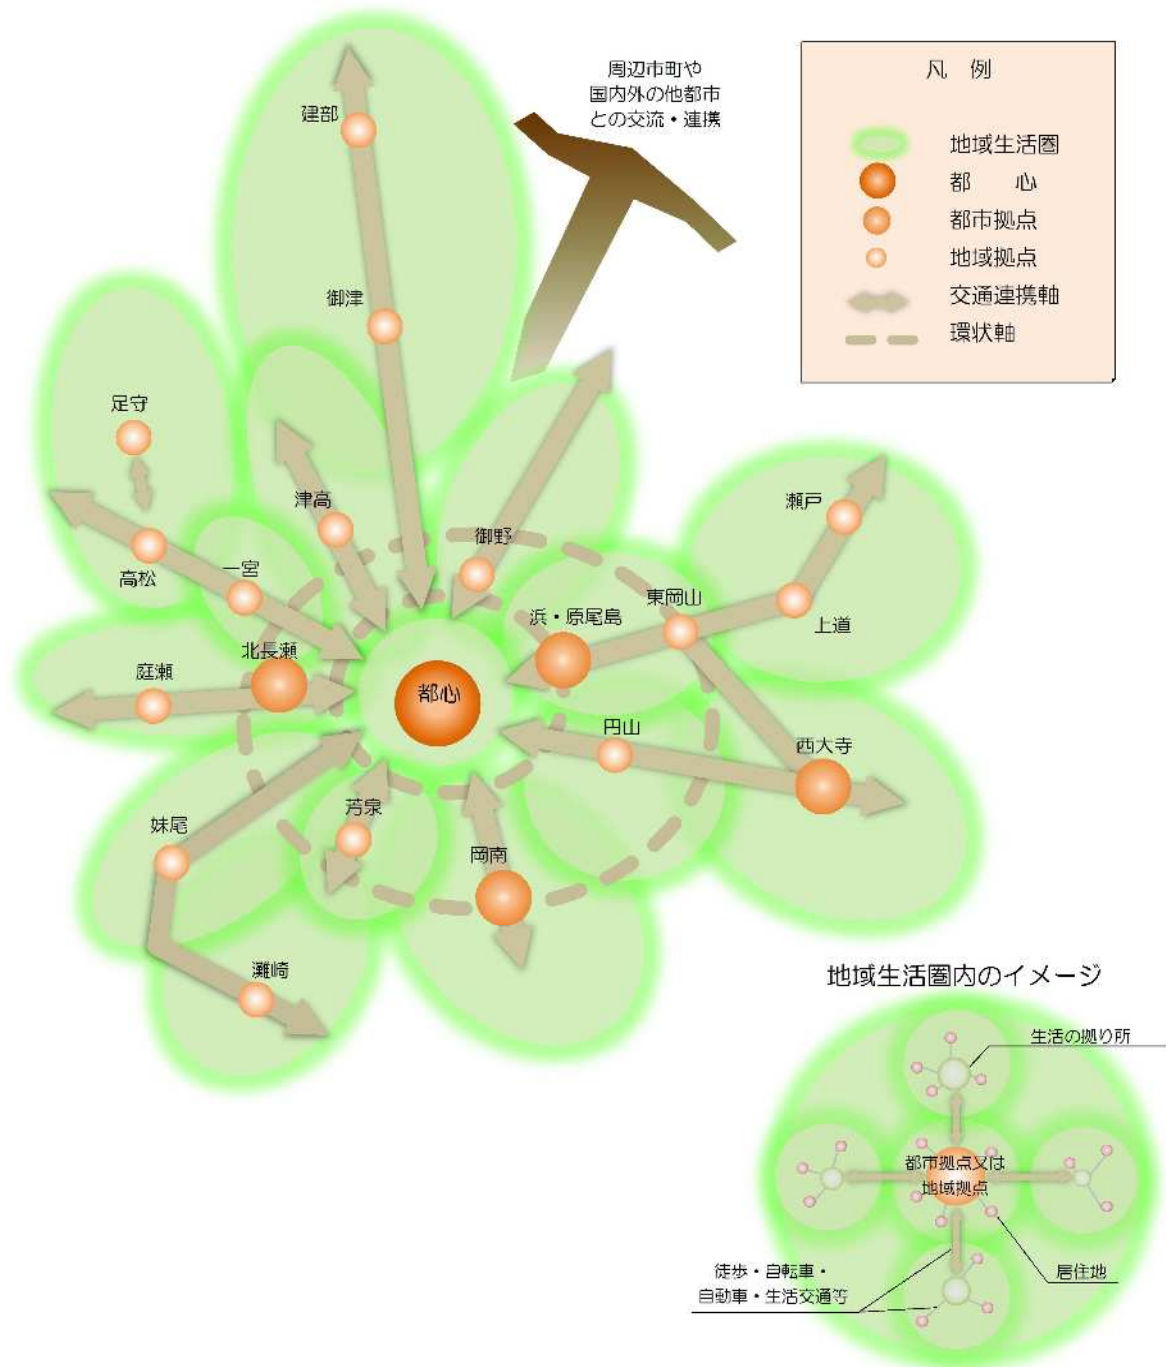 周辺市町や
国内外の他都市
との交流・連携
凡 例
地域生活圏
都 心
都市拠点
地域拠点
交通連携軸
環状軸
建部
御津
足守
津高
御野
瀬戸
高松
一宮
浜・原尾島
東岡山
上道
北長瀬
庭瀬
都心
円山
西大寺
芳泉
妹尾
岡南
灘崎
地域生活圏内のイメージ
生活の拠り所
都市拠点又は
地域拠点
徒歩・自転車・
自動車・生活交通等
居住地